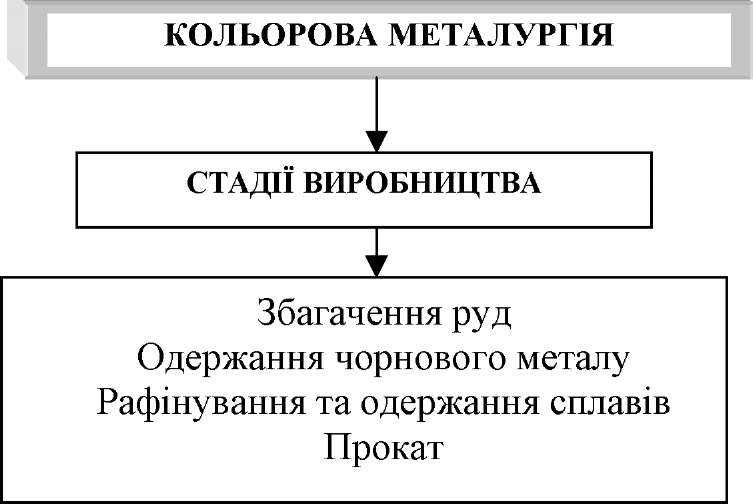 КОЛЬОРОВА МЕТАЛУРГІЯ
СТАДІЇ ВИРОБНИЦТВА
Збагачення руд
Одержання чорнового металу
Рафінування та одержання сплавів
Прокат